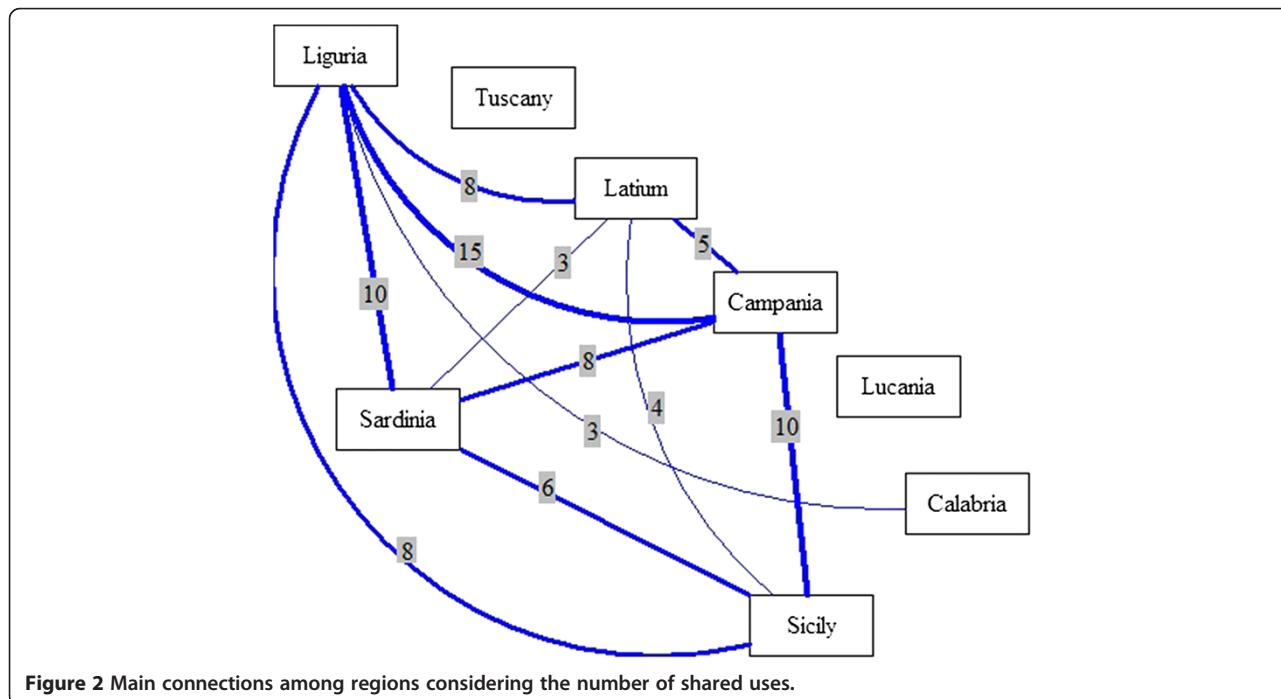 Liguria
Tuscany
Latium
8
5
15
3
Campania
10
8
Lucania
Sardinia
4
10
3
6
Calabria
8
Sicily
Figure 2 Main connections among regions considering the number of shared uses.